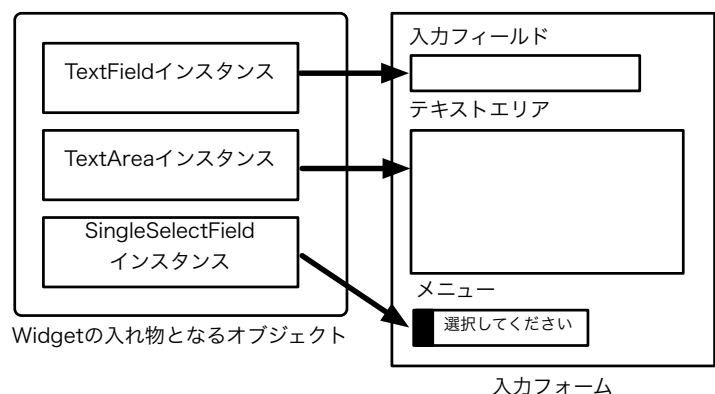 TextFieldインスタンス
TextAreaインスタンス
SingleSelectField
インスタンス
Widgetの入れ物となるオブジェクト
入力フィールド
テキストエリア
メニュー
選択してください
入力フォーム